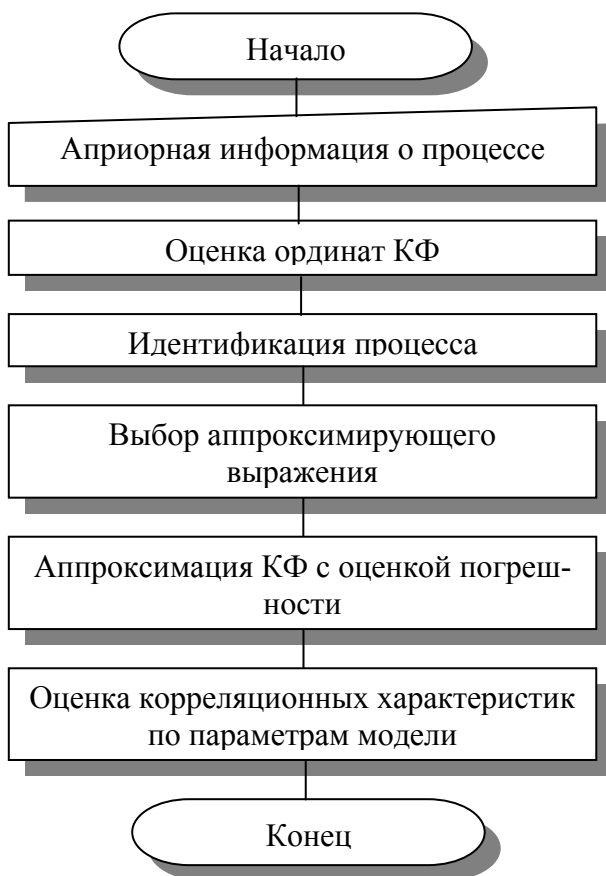 Начало
Априорная информация о процессе
Оценка ординат КФ
Идентификация процесса
Выбор аппроксимирующего
выражения
Аппроксимация КФ с оценкой погреш-
ности
Оценка корреляционных характеристик
по параметрам модели
Конец